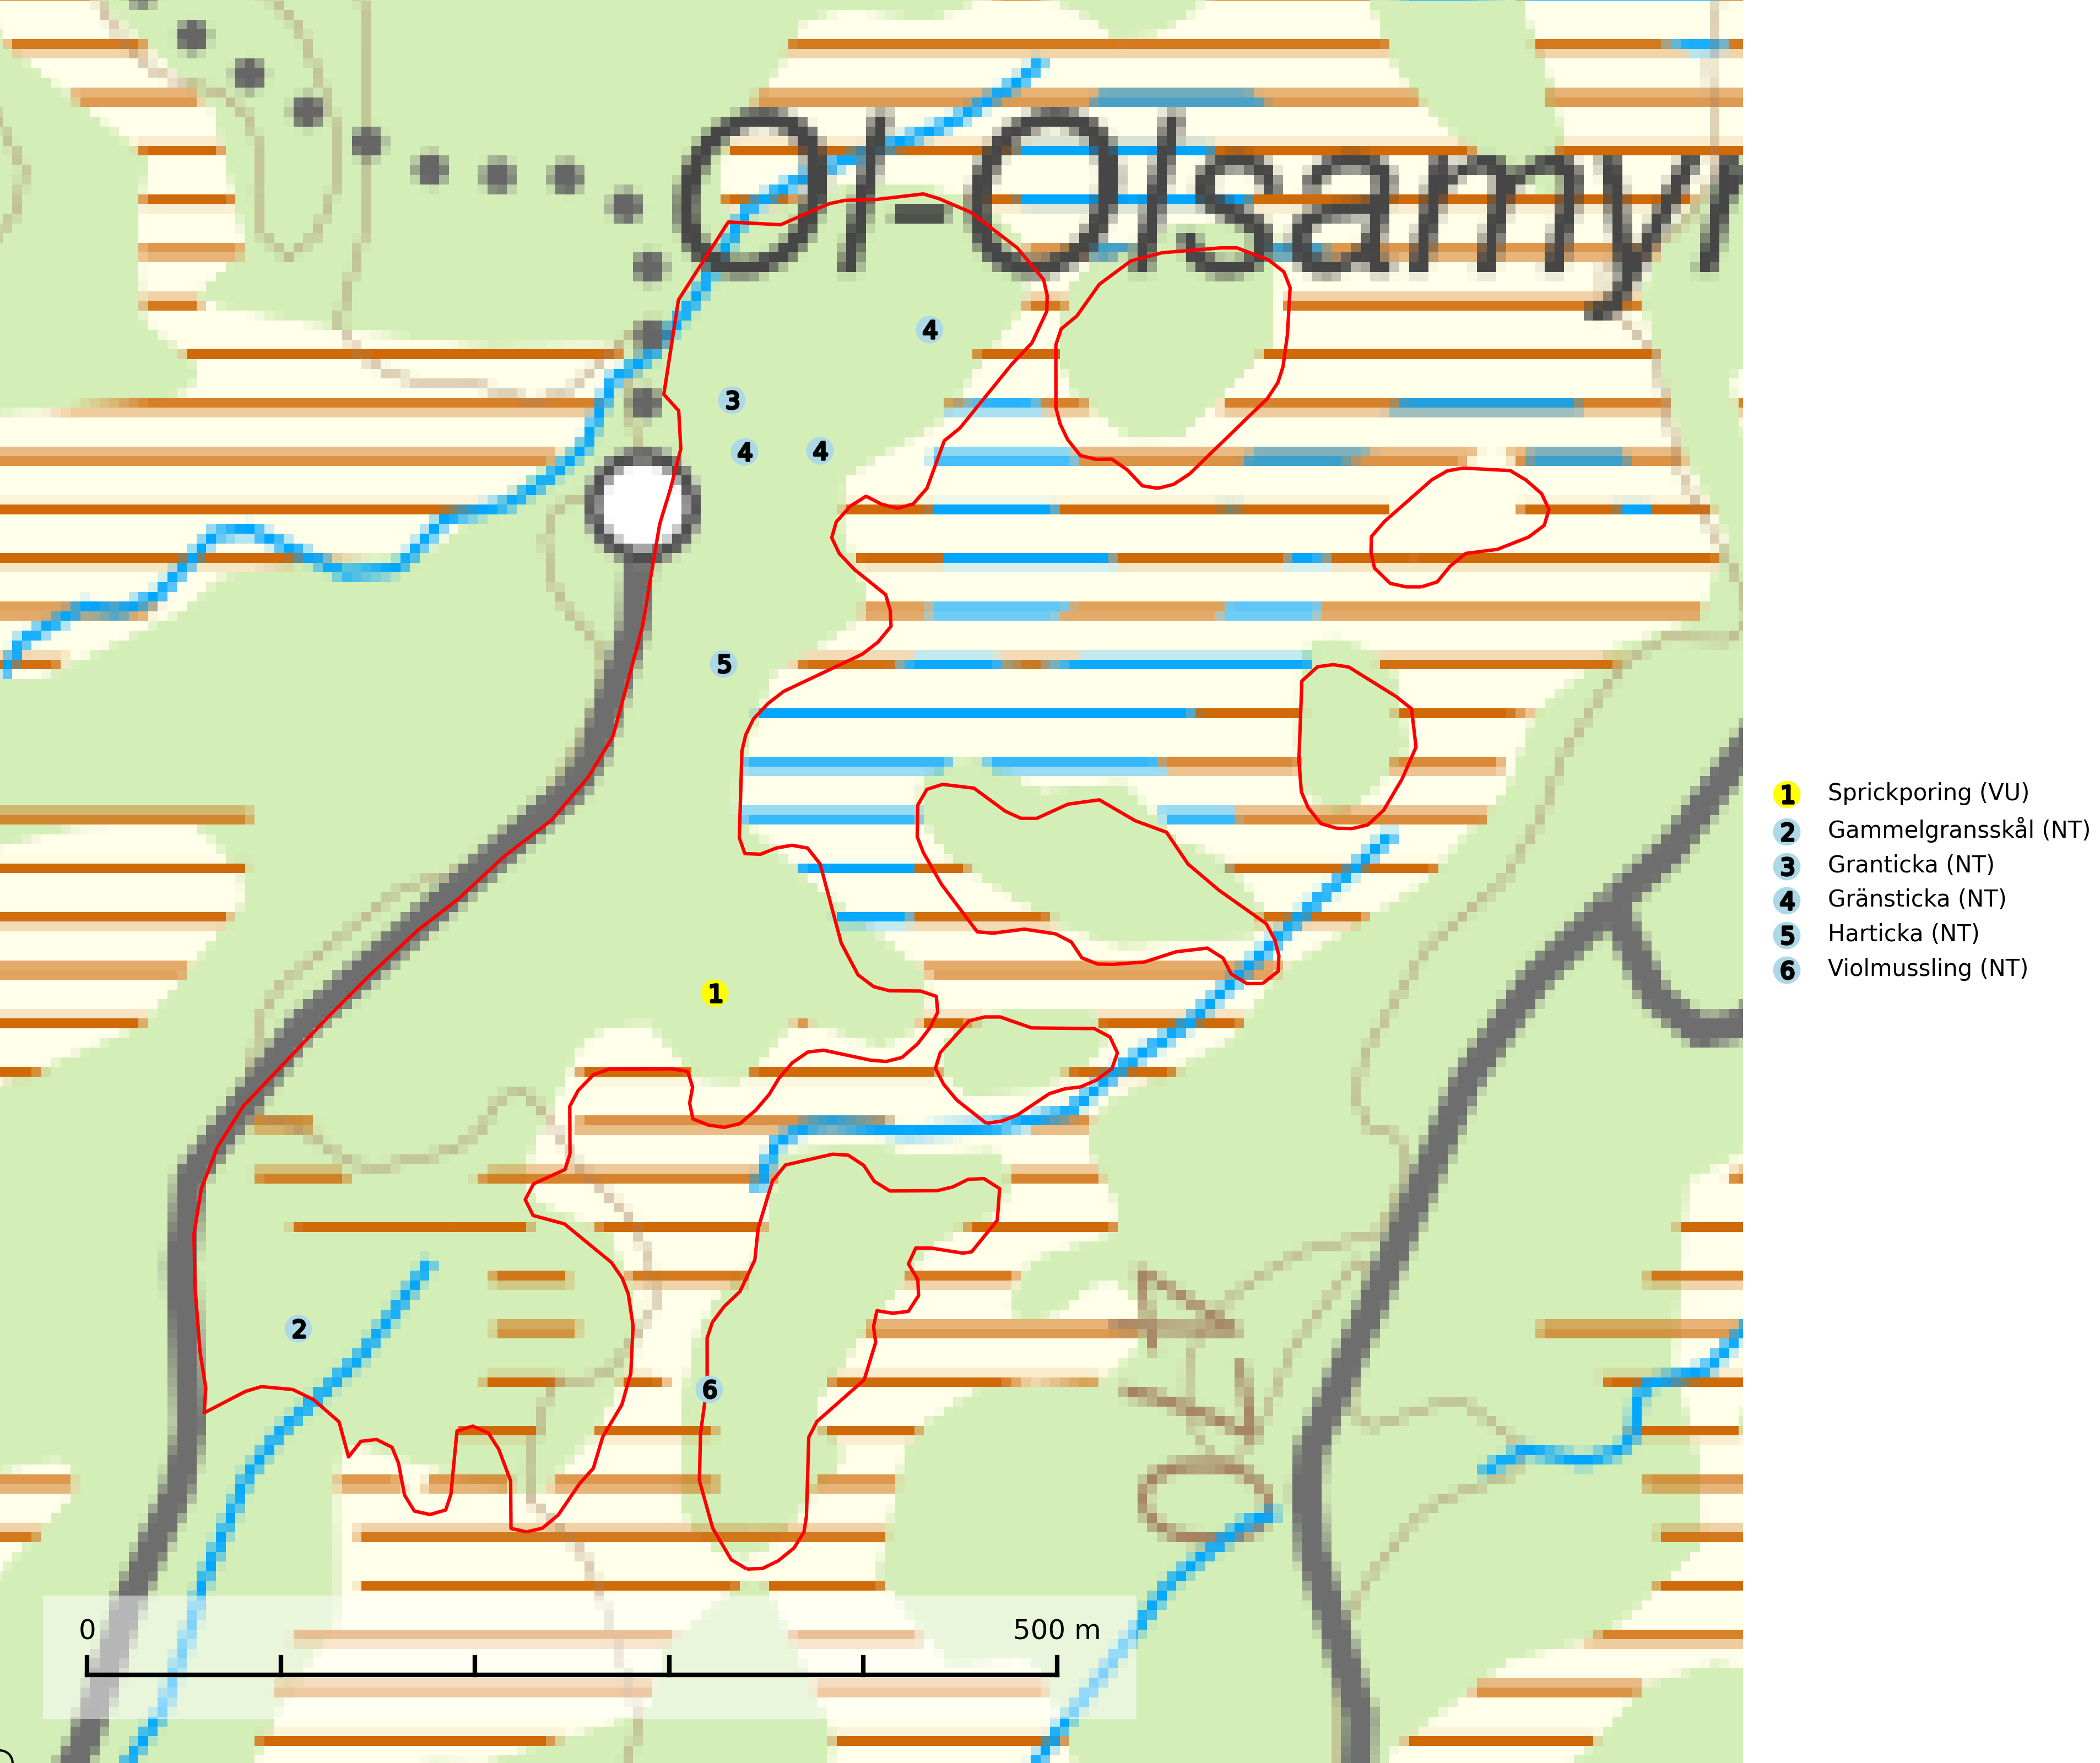 Ol-Olsamyr
4
3
4
4
5
1
2
6
1 Sprickporing (VU)
2 Gammelgransskål (NT)
3 Granticka (NT)
4 Gränsticka (NT)
5 Harticka (NT)
6 Violmussling (NT)
0 500 m